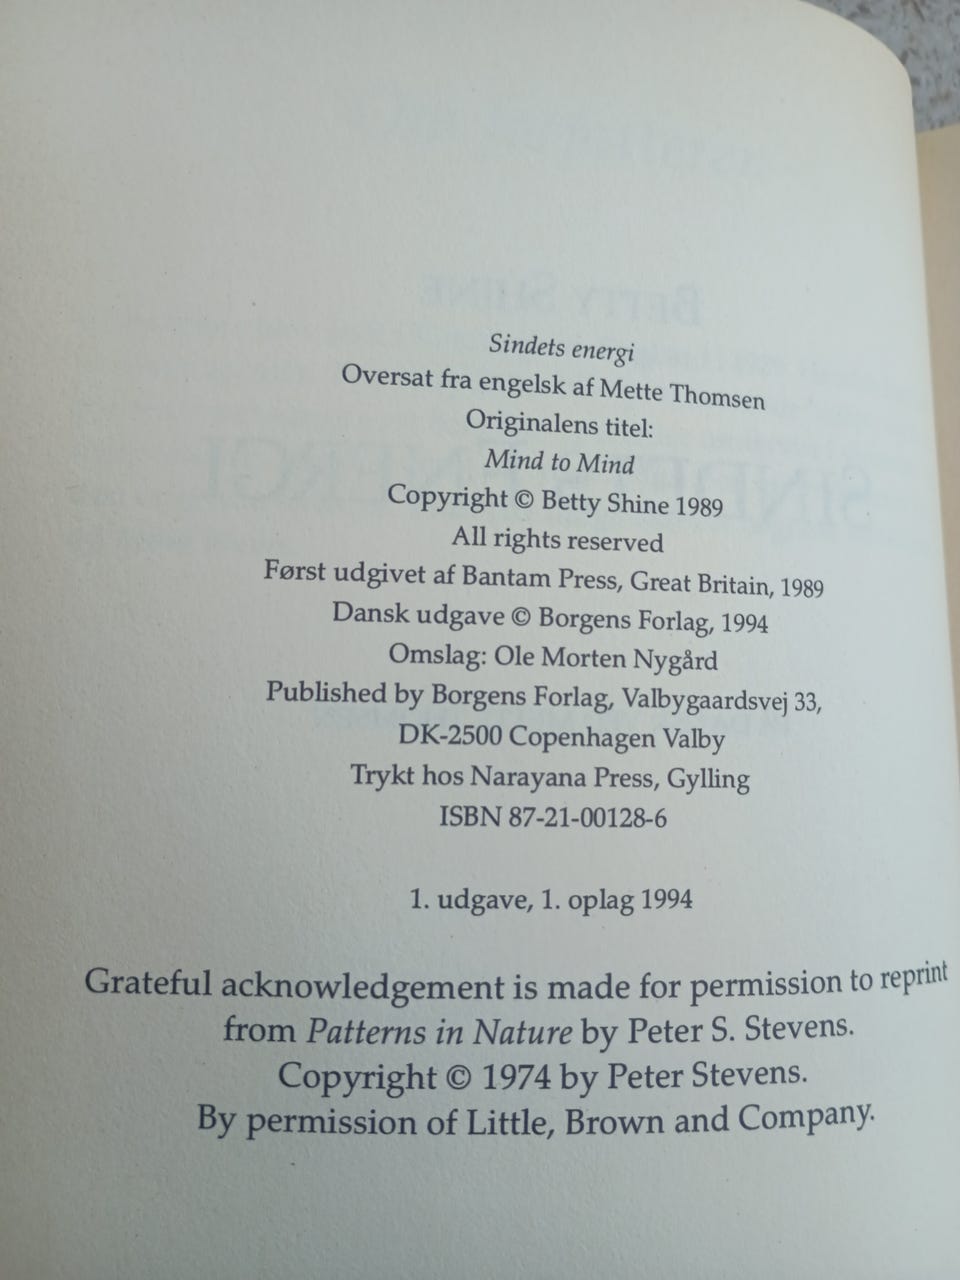 Sindets energi
Oversat fra engelsk af Mette Thomsen
Originalens titel:
Mind to Mind
Copyright © Betty Shine 1989
All rights reserved
Først udgivet af Bantam Press, Great Britain, 1989
Dansk udgave © Borgens Forlag, 1994
Omslag: Ole Morten Nygård
Published by Borgens Forlag, Valbygaardsvej 33,
DK-2500 Copenhagen Valby
Trykt hos Narayana Press, Gylling
ISBN 87-21-00128-6
1. udgave, 1. oplag 1994
Grateful acknowledgement is made for permission to reprint
from Patterns in Nature by Peter S. Stevens.
Copyright © 1974 by Peter Stevens.
By permission of Little, Brown and Company.